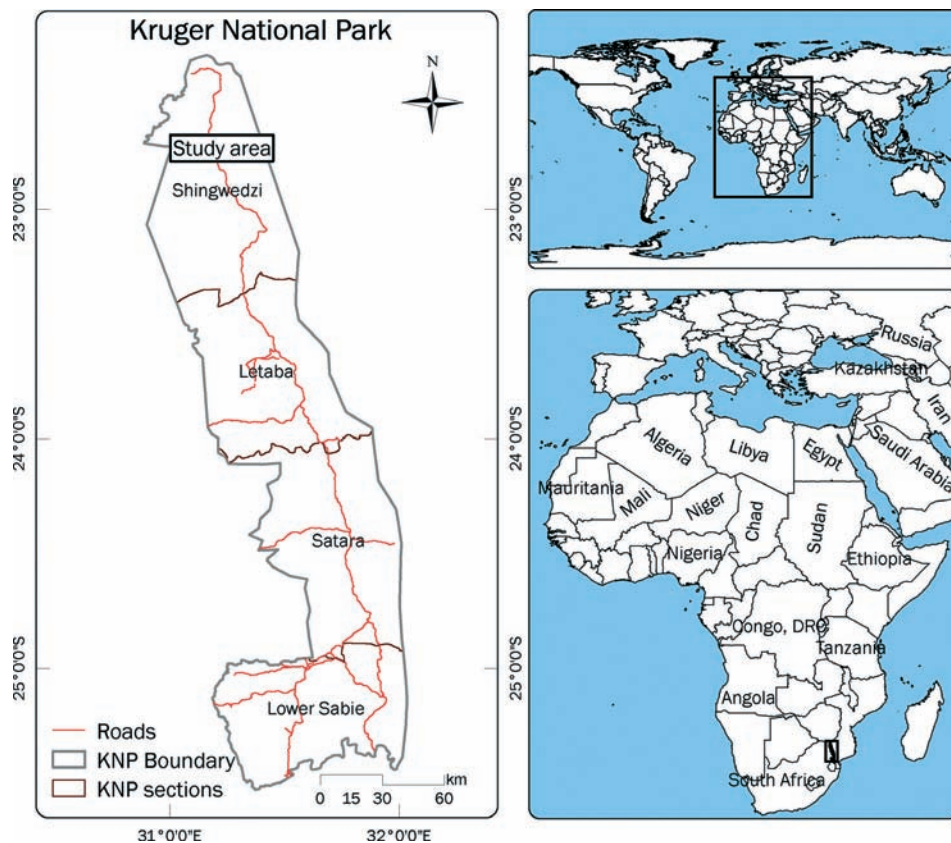 Kruger National Park
N
Study area
Shingwedzi
Letaba
Satara
Lower Sabie
Roads
KNP Boundary
KNP sections
km
0 15 30 60
23°0'0"S
24°0'0"S
25°0'0"S
31°0'0"E
32°0'0"E
23°0'0"S
24°0'0"S
25°0'0"S
Russia
Kazakhstan
Iran
Algeria
Libya
Egypt
Saudi Arabia
Mauritania
Mali
Niger
Chad
Sudan
Nigeria
Ethiopia
Congo, DRC
Tanzania
Angola
South Africa